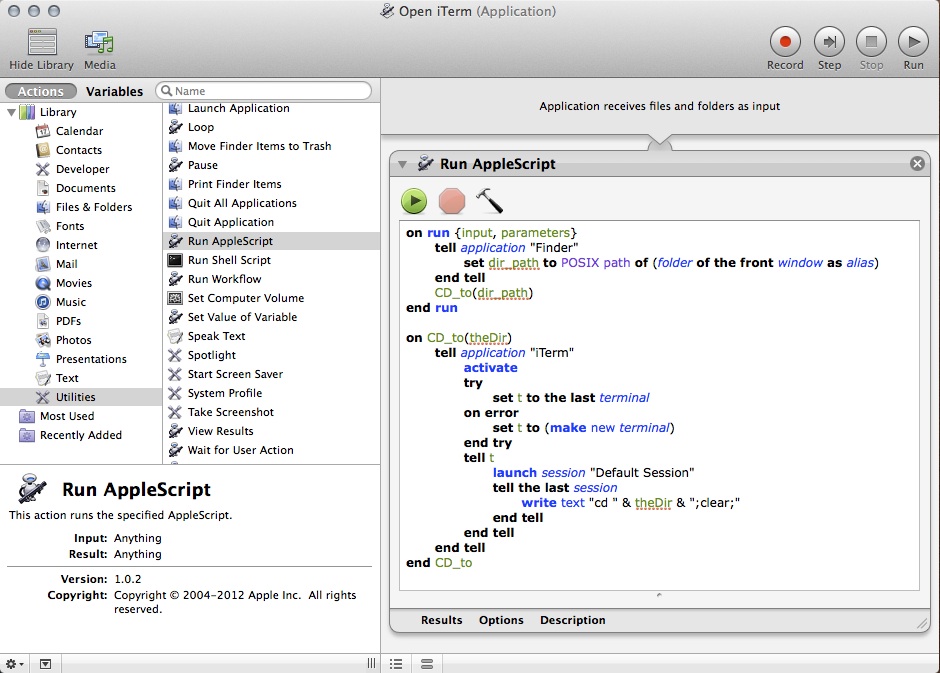 Open iTerm (Application)
Hide Library
Media
Record
Step
Stop
Run
Actions
Variables
Name
Library
Calendar
Contacts
Developer
Documents
Files & Folders
Fonts
Internet
Mail
Movies
Music
PDFs
Photos
Presentations
Text
Utilities
Most Used
Recently Added
Launch Application
Loop
Move Finder Items to Trash
Pause
Print Finder Items
Quit All Applications
Quit Application
Run AppleScript
Run Shell Script
Run Workflow
Set Computer Volume
Set Value of Variable
Speak Text
Spotlight
Start Screen Saver
System Profile
Take Screenshot
View Results
Wait for User Action
Run AppleScript
This action runs the specified AppleScript.
Input: Anything
Result: Anything
Version: 1.0.2
Copyright: Copyright © 2004-2012 Apple Inc. All rights
reserved.
Application receives files and folders as input
Run AppleScript
on run {input, parameters}
tell application "Finder"
set dir_path to POSIX path of (folder of the front window as alias)
end tell
CD_to(dir_path)
end run
on CD_to(theDir)
tell application "iTerm"
activate
try
set t to the last terminal
on error
set t to (make new terminal)
end try
tell t
launch session "Default Session"
tell the last session
write text "cd " & theDir & ";clear;"
end tell
end tell
end tell
end CD_to
Results
Options
Description